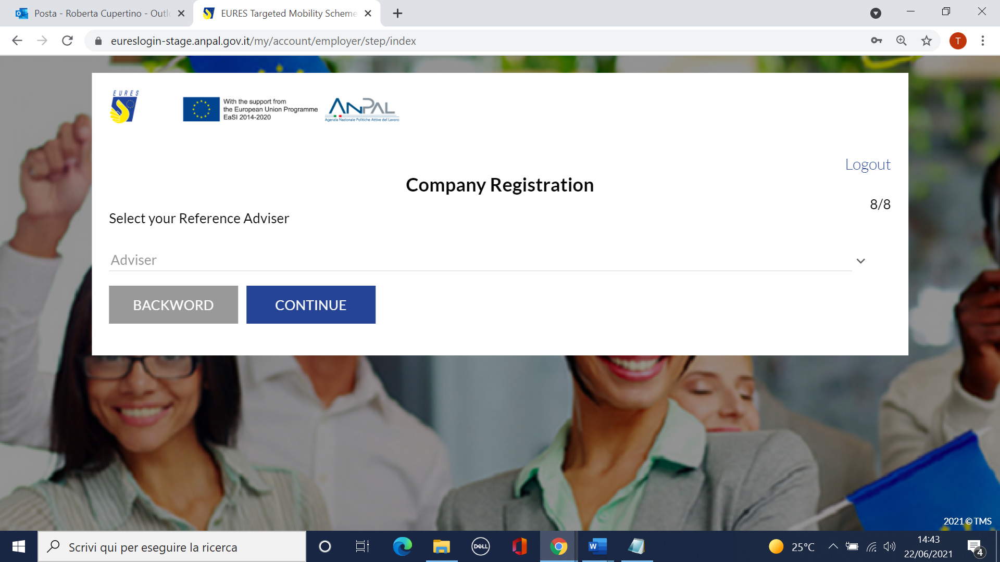 Posta - Roberta Cupertino - Outl
EURES Targeted Mobility Scheme
eureslogin-stage.anpal.gov.it/my/account/employer/step/index
T
EURES
With the support from
the European Union Programme
EaSI 2014-2020
ANPAL
Agenzia Nazionale Politiche Attive del Lavoro
Logout
Company Registration
8/8
Select your Reference Adviser
Adviser
BACKWORD
CONTINUE
2021 © TMS
Scrivi qui per eseguire la ricerca
DELL
W
25°C
14:43
22/06/2021
4